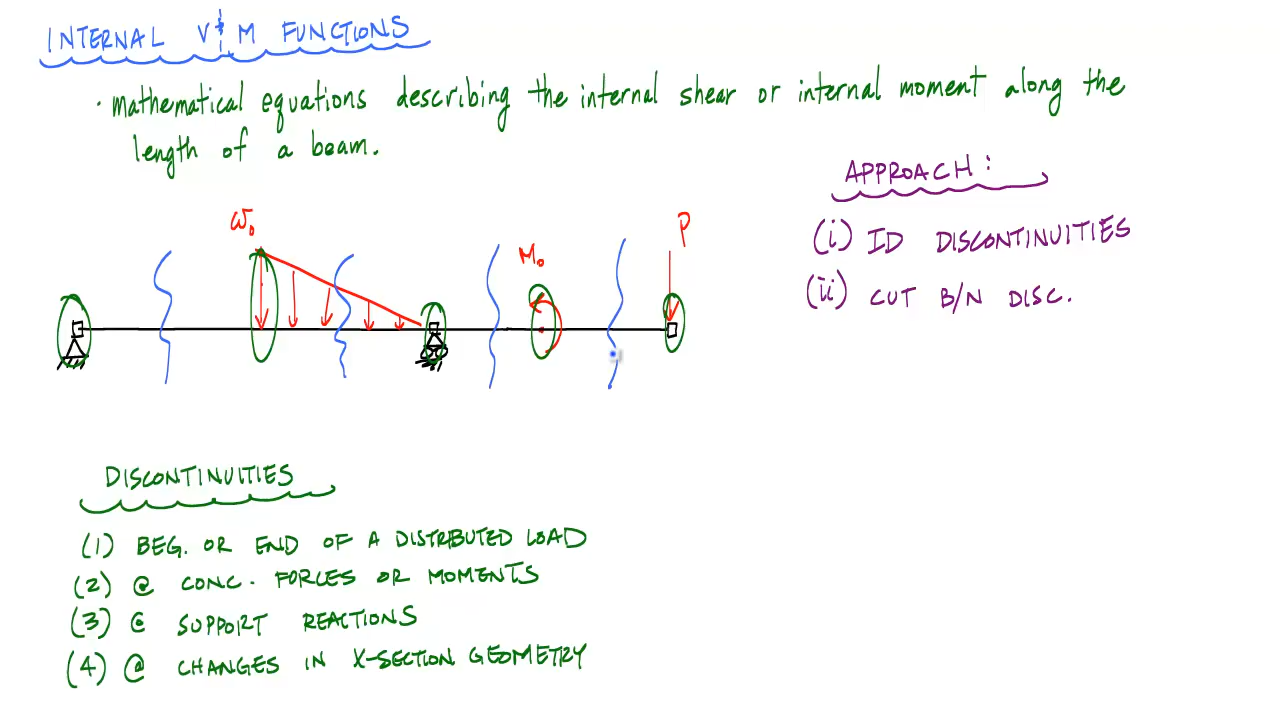 INTERNAL V & M FUNCTIONS
· mathematical equations describing the internal shear or internal moment along the
length of a beam.
APPROACH:
(i) ID DISCONTINUITIES
(ii) CUT B/N DISC.
W₀
M₀
P
DISCONTINUITIES
(1) BEG. OR END OF A DISTRIBUTED LOAD
(2) @ CONC. FORCES OR MOMENTS
(3) @ SUPPORT REACTIONS
(4) @ CHANGES IN X-SECTION GEOMETRY